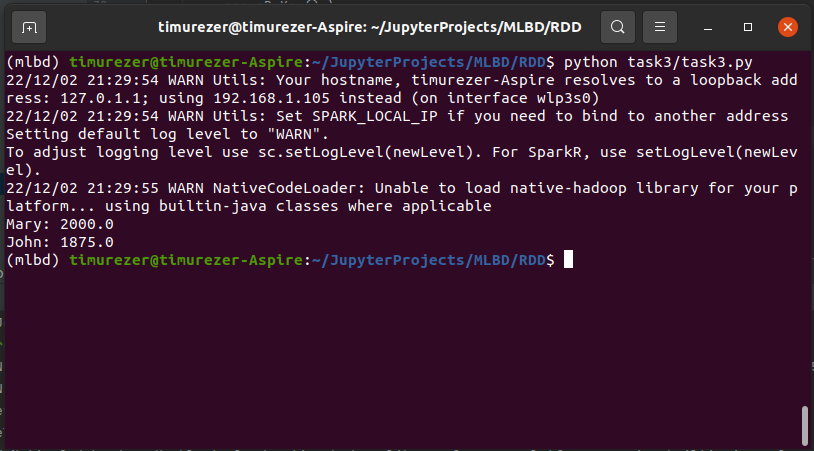 timurezer@timurezer-Aspire: ~/JupyterProjects/MLBD/RDD
(mlbd) timurezer@timurezer-Aspire:~/JupyterProjects/MLBD/RDD$ python task3/task3.py
22/12/02 21:29:54 WARN Utils: Your hostname, timurezer-Aspire resolves to a loopback add
ress: 127.0.1.1; using 192.168.1.105 instead (on interface wlp3s0)
22/12/02 21:29:54 WARN Utils: Set SPARK_LOCAL_IP if you need to bind to another address
Setting default log level to "WARN".
To adjust logging level use sc.setLogLevel(newLevel). For SparkR, use setLogLevel(newLev
el).
22/12/02 21:29:55 WARN NativeCodeLoader: Unable to load native-hadoop library for your p
latform... using builtin-java classes where applicable
Mary: 2000.0
John: 1875.0
(mlbd) timurezer@timurezer-Aspire:~/JupyterProjects/MLBD/RDD$